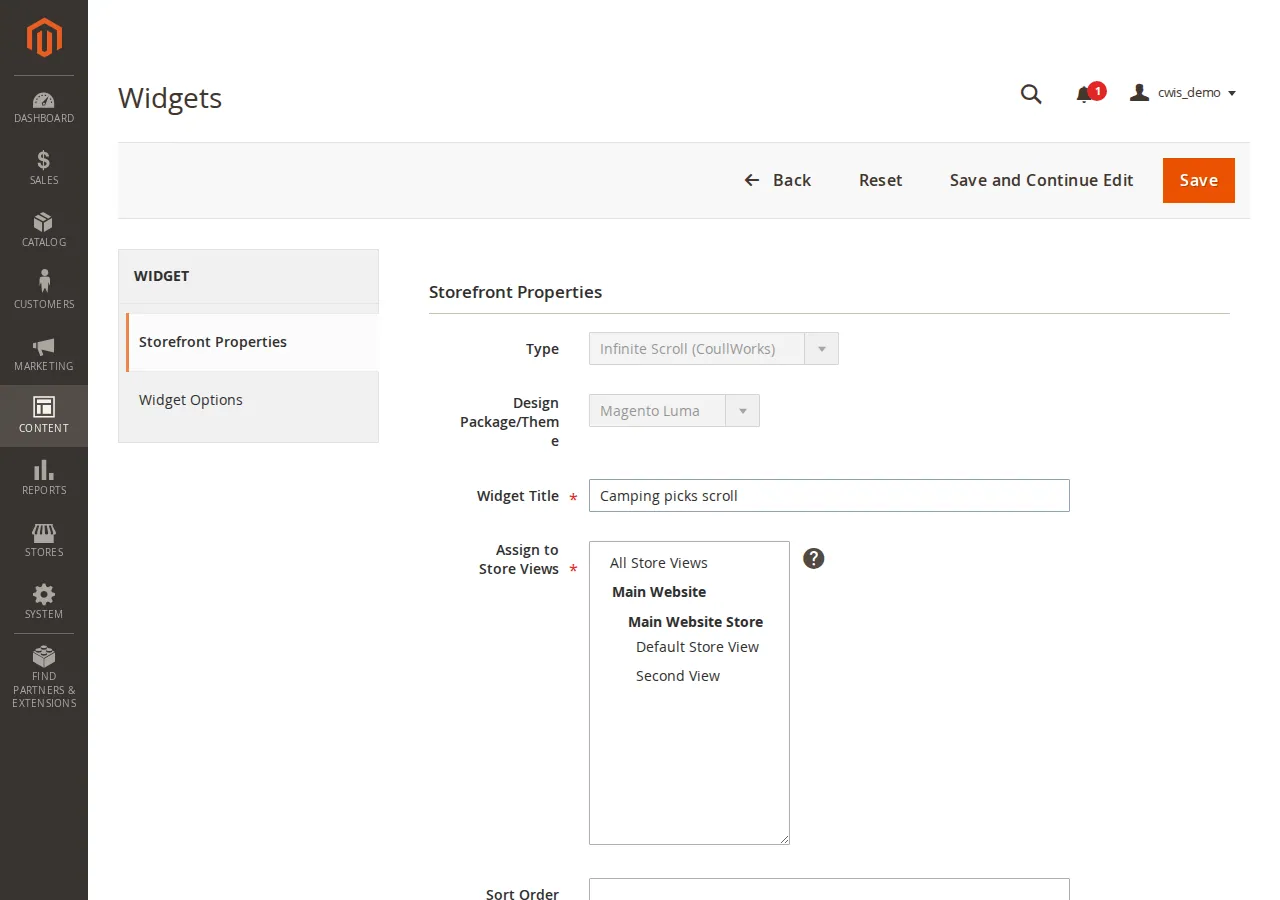 Widgets
1
cwis_demo
DASHBOARD
SALES
CATALOG
CUSTOMERS
MARKETING
CONTENT
REPORTS
STORES
SYSTEM
FIND
PARTNERS &
EXTENSIONS
Back
Reset
Save and Continue Edit
Save
WIDGET
Storefront Properties
Widget Options
Storefront Properties
Type
Infinite Scroll (CoullWorks)
Design
Package/Them
e
Magento Luma
Widget Title *
Camping picks scroll
Assign to
Store Views *
All Store Views
Main Website
Main Website Store
Default Store View
Second View
?
Sort Order